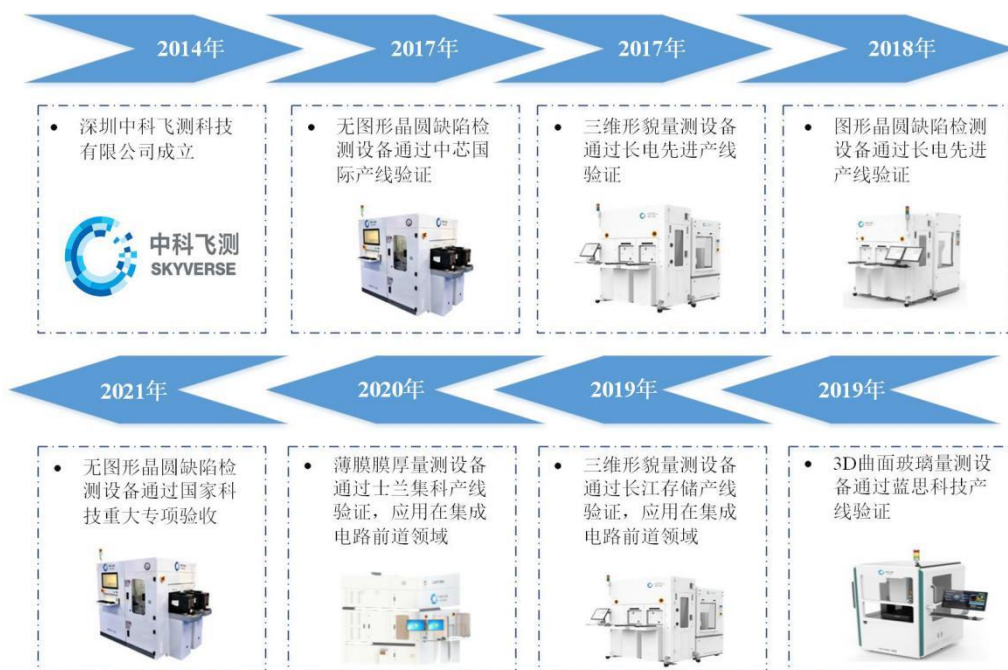 2014年
2017年
2017年
2018年
• 深圳中科飞测科技
有限公司成立
中科飞测
SKYVERSE
• 无图形晶圆缺陷检
测设备通过中芯国
际产线验证
• 三维形貌量测设备
通过长电先进产线
验证
• 图形晶圆缺陷检测
设备通过长电先进
产线验证
2021年
2020年
2019年
2019年
• 无图形晶圆缺陷检
测设备通过国家科
技重大专项验收
• 薄膜膜厚量测设备
通过士兰集科产线
验证，应用在集成
电路前道领域
• 三维形貌量测设备
通过长江存储产线
验证，应用在集成
电路前道领域
• 3D曲面玻璃量测设
备通过蓝思科技产
线验证